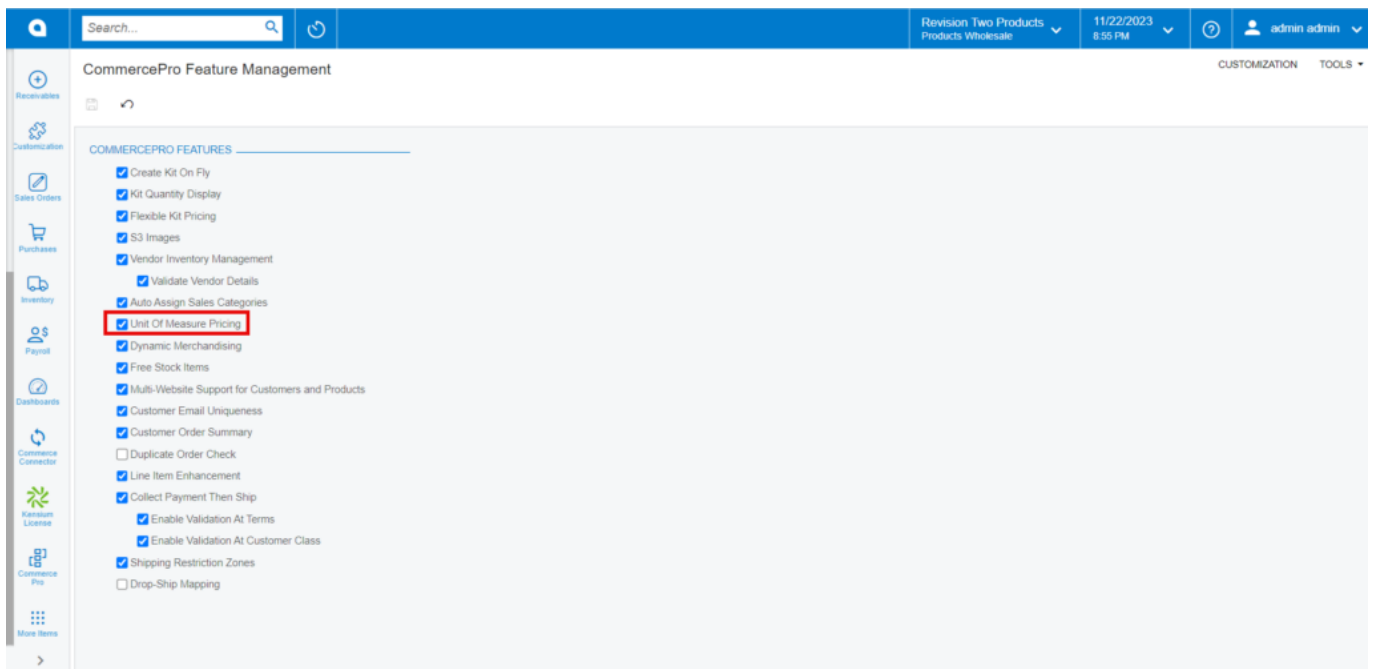 Search...
Revision Two Products
Products Wholesale
11/22/2023
8:55 PM
admin admin
CommercePro Feature Management
CUSTOMIZATION
TOOLS
Receivables
Customization
Sales Orders
Purchases
Inventory
Payroll
Dashboards
Commerce
Connector
Kensium
License
Commerce
Pro
More Items
COMMERCEPRO FEATURES
Create Kit On Fly
Kit Quantity Display
Flexible Kit Pricing
S3 Images
Vendor Inventory Management
Validate Vendor Details
Auto Assign Sales Categories
Unit Of Measure Pricing
Dynamic Merchandising
Free Stock Items
Multi-Website Support for Customers and Products
Customer Email Uniqueness
Customer Order Summary
Duplicate Order Check
Line Item Enhancement
Collect Payment Then Ship
Enable Validation At Terms
Enable Validation At Customer Class
Shipping Restriction Zones
Drop-Ship Mapping